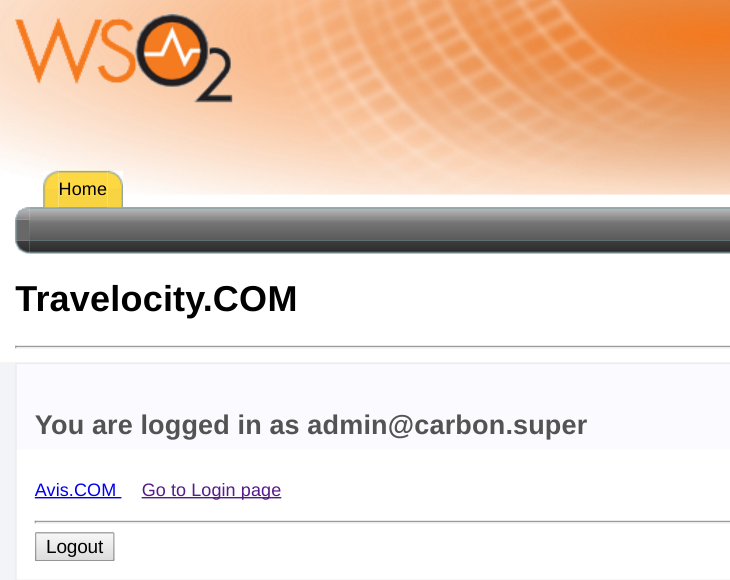 WSO2
Home
Travelocity.COM
You are logged in as admin@carbon.super
Avis.COM Go to Login page
Logout